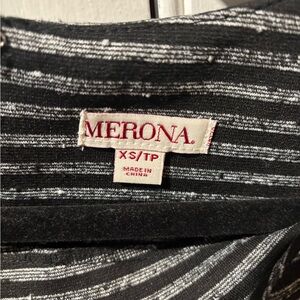 MERONA.
XS/TP
MADE IN
CHINA